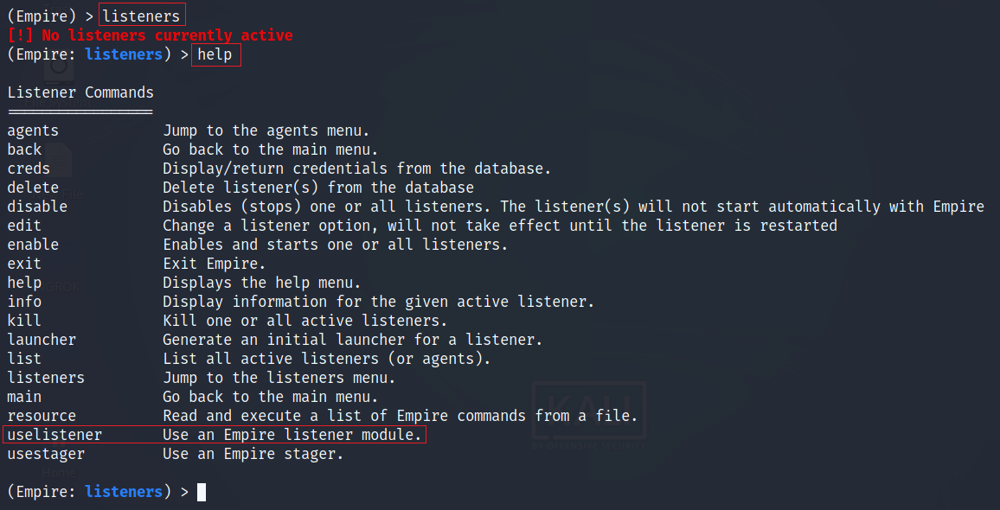 (Empire) > listeners
[!] No listeners currently active
(Empire: listeners) > help
Listener Commands
=================
agents Jump to the agents menu.
back Go back to the main menu.
creds Display/return credentials from the database.
delete Delete listener(s) from the database
disable Disables (stops) one or all listeners. The listener(s) will not start automatically with Empire
edit Change a listener option, will not take effect until the listener is restarted
enable Enables and starts one or all listeners.
exit Exit Empire.
help Displays the help menu.
info Display information for the given active listener.
kill Kill one or all active listeners.
launcher Generate an initial launcher for a listener.
list List all active listeners (or agents).
listeners Jump to the listeners menu.
main Go back to the main menu.
resource Read and execute a list of Empire commands from a file.
uselistener Use an Empire listener module.
usestager Use an Empire stager.
(Empire: listeners) >
KALI
BY OFFENSIVE SECURITY
Home